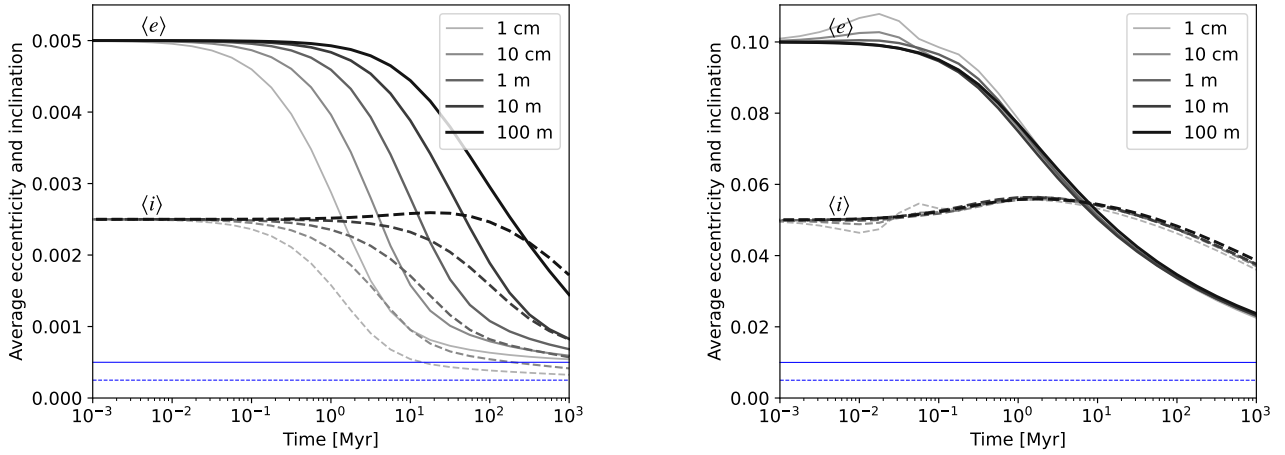 ⟨e⟩
⟨i⟩
1 cm
10 cm
1 m
10 m
100 m
0.005
0.004
0.003
0.002
0.001
0.000
Average eccentricity and inclination
10⁻³ 10⁻² 10⁻¹ 10⁰ 10¹ 10² 10³
Time [Myr]
⟨e⟩
⟨i⟩
1 cm
10 cm
1 m
10 m
100 m
0.10
0.08
0.06
0.04
0.02
0.00
Average eccentricity and inclination
10⁻³ 10⁻² 10⁻¹ 10⁰ 10¹ 10² 10³
Time [Myr]